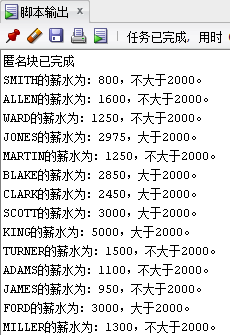 脚本输出 ×
任务已完成, 用时
匿名块已完成
SMITH的薪水为: 800, 不大于2000。
ALLEN的薪水为: 1600, 不大于2000。
WARD的薪水为: 1250, 不大于2000。
JONES的薪水为: 2975, 大于2000。
MARTIN的薪水为: 1250, 不大于2000。
BLAKE的薪水为: 2850, 大于2000。
CLARK的薪水为: 2450, 大于2000。
SCOTT的薪水为: 3000, 大于2000。
KING的薪水为: 5000, 大于2000。
TURNER的薪水为: 1500, 不大于2000。
ADAMS的薪水为: 1100, 不大于2000。
JAMES的薪水为: 950, 不大于2000。
FORD的薪水为: 3000, 大于2000。
MILLER的薪水为: 1300, 不大于2000。